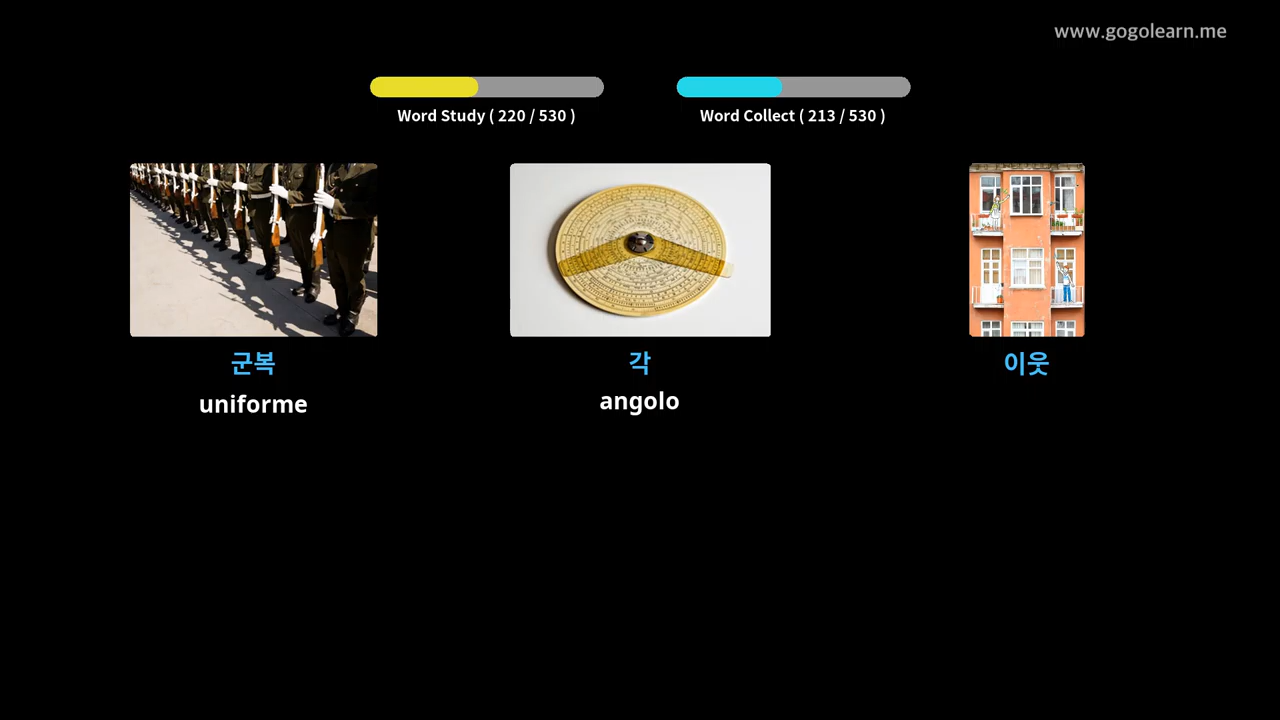 www.gogolearn.me
Word Study ( 220 / 530 )
Word Collect ( 213 / 530 )
군복
각
이웃
uniforme
angolo